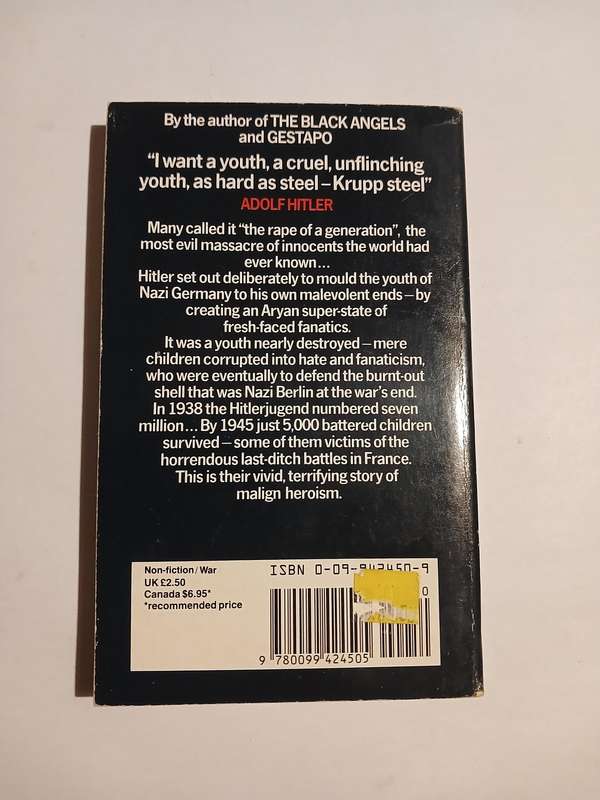 By the author of THE BLACK ANGELS
and GESTAPO
“I want a youth, a cruel, unflinching
youth, as hard as steel – Krupp steel”
ADOLF HITLER
Many called it “the rape of a generation”, the
most evil massacre of innocents the world had
ever known...
Hitler set out deliberately to mould the youth of
Nazi Germany to his own malevolent ends – by
creating an Aryan super-state of
fresh-faced fanatics.
It was a youth nearly destroyed – mere
children corrupted into hate and fanaticism,
who were eventually to defend the burnt-out
shell that was Nazi Berlin at the war's end.
In 1938 the Hitlerjugend numbered seven
million... By 1945 just 5,000 battered children
survived – some of them victims of the
horrendous last-ditch battles in France.
This is their vivid, terrifying story of
malign heroism.
Non-fiction/War
UK £2.50
Canada $6.95*
*recommended price
ISBN 0-09-942450-9
0
9 780099 424505